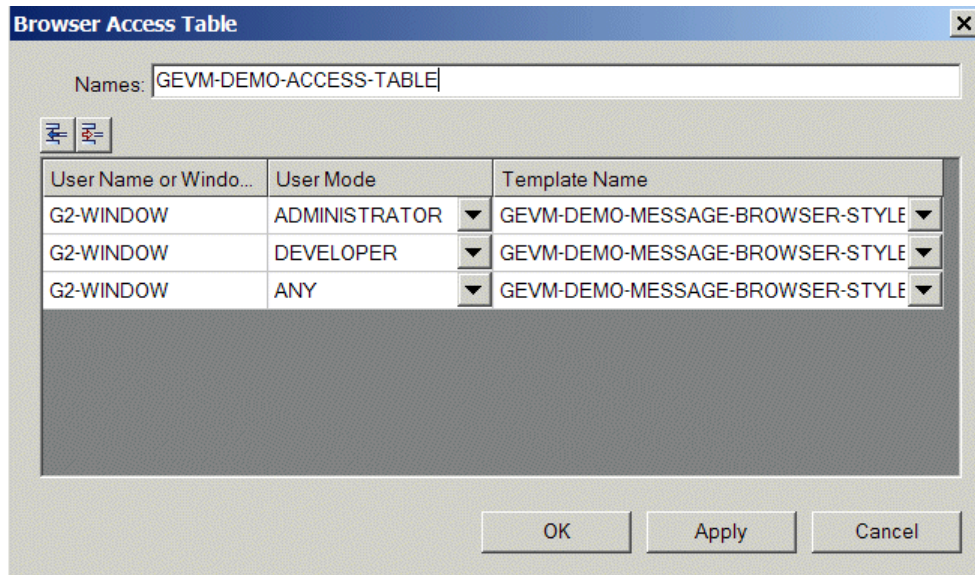 Browser Access Table
Names: GEVM-DEMO-ACCESS-TABLE
User Name or Windo... User Mode Template Name
G2-WINDOW ADMINISTRATOR GEVM-DEMO-MESSAGE-BROWSER-STYLE
G2-WINDOW DEVELOPER GEVM-DEMO-MESSAGE-BROWSER-STYLE
G2-WINDOW ANY GEVM-DEMO-MESSAGE-BROWSER-STYLE
OK Apply Cancel